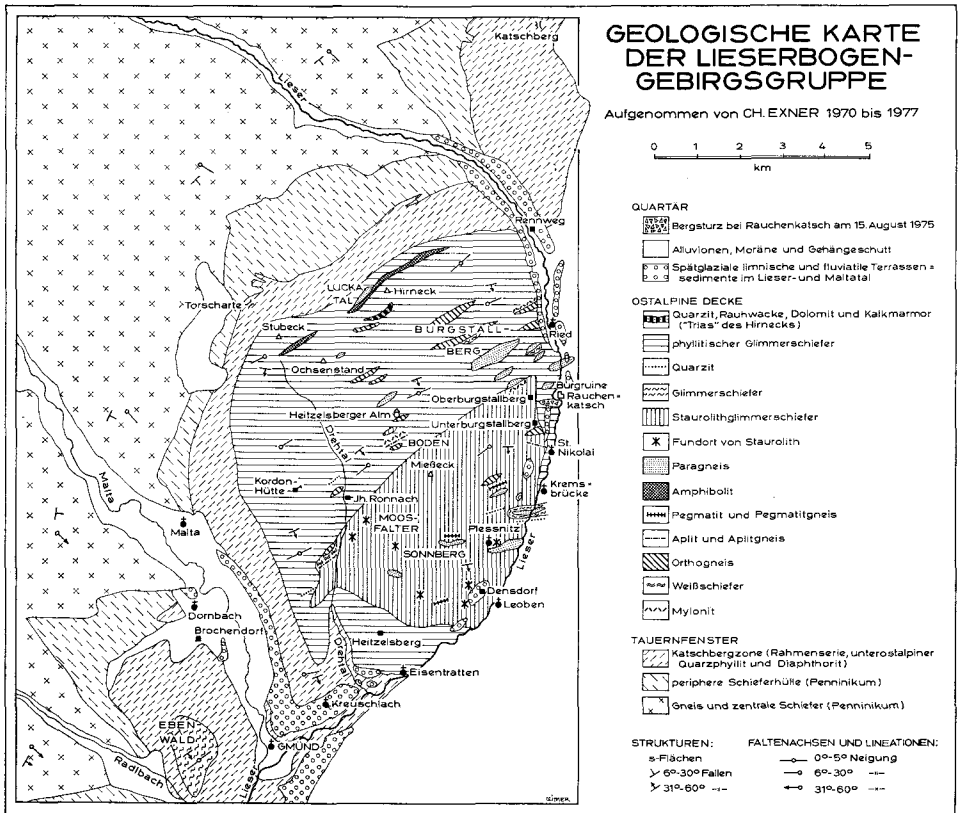 GEOLOGISCHE KARTE
DER LIESERBOGEN-
GEBIRGSGRUPPE
Aufgenommen von CH. EXNER 1970 bis 1977
0 1 2 3 4 5
km
QUARTÄR
Bergsturz bei Rauchenkatsch am 15. August 1975
Alluvionen, Moräne und Gehängeschutt
Spätglaziale limnische und fluviatile Terrassen=
sedimente im Lieser- und Maltatal
OSTALPINE DECKE
Quarzit, Rauhwacke, Dolomit und Kalkmarmor
("Trias" des Hirnecks)
phyllitischer Glimmerschiefer
Quarzit
Glimmerschiefer
Staurolithglimmerschiefer
Fundort von Staurolith
Paragneis
Amphibolit
Pegmatit und Pegmatitgneis
Aplit und Aplitgneis
Orthogneis
Weißschiefer
Mylonit
TAUERNFENSTER
Katschbergzone (Rahmenserie, unterostalpiner
Quarzphyllit und Diaphthorit)
periphere Schieferhülle (Penninikum)
Gneis und zentrale Schiefer (Penninikum)
STRUKTUREN:
s-Flächen
6°-30° Fallen
31°-60° -"-
FALTENACHSEN UND LINEATIONEN:
0°-5° Neigung
6°-30° -"-
31°-60° -"-
Katschberg
Lieser
Rennweg
LUCKA
TAL
Hirneck
Torscharte
Stubeck
BURGSTALL-
BERG
Ried
Ochsenstand
Burgruine
Rauchen=
katsch
Oberburgstallberg
Heitzelsberger Alm
Unterburgstallberg
Drehtal
BODEN
St.
Nikolai
Mießeck
Malta
Kordon-
Hütte
Jh. Ronnach
Krems-
brücke
MOOS-
FALTER
Plessnitz
Malta
SONNBERG
Lieser
Densdorf
Leoben
Dornbach
Brochendorf
Heitzelsberg
Drehtal
Eisentratten
Kreuschlach
EBEN
WALD
GMÜND
Radlbach
Lieser